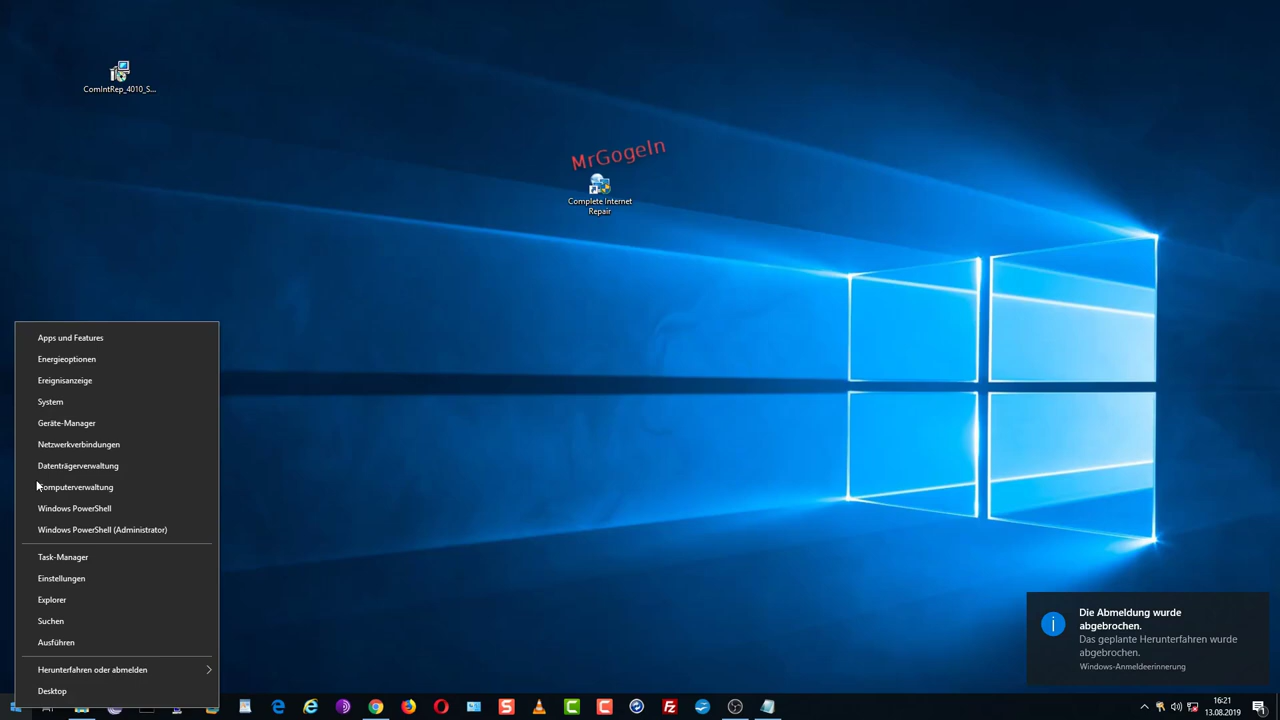 ComIntRep_4010_S...
MrGogeln
Complete Internet
Repair
Apps und Features
Energieoptionen
Ereignisanzeige
System
Geräte-Manager
Netzwerkverbindungen
Datenträgerverwaltung
Computerverwaltung
Windows PowerShell
Windows PowerShell (Administrator)
Task-Manager
Einstellungen
Explorer
Suchen
Ausführen
Herunterfahren oder abmelden
Desktop
Die Abmeldung wurde
abgebrochen.
Das geplante Herunterfahren wurde
abgebrochen.
Windows-Anmeldeerinnerung
16:21
13.08.2019